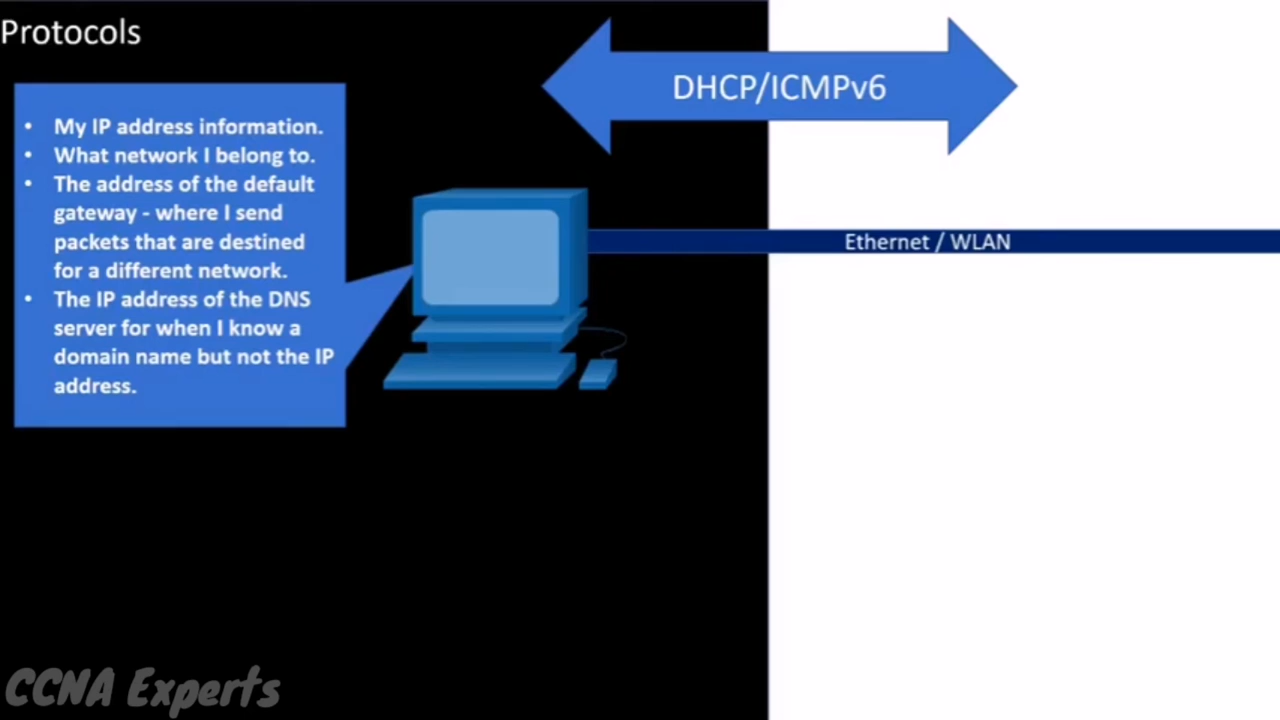 Protocols
DHCP/ICMPv6
• My IP address information.
• What network I belong to.
• The address of the default
gateway - where I send
packets that are destined
for a different network.
• The IP address of the DNS
server for when I know a
domain name but not the IP
address.
Ethernet / WLAN
CCNA Experts